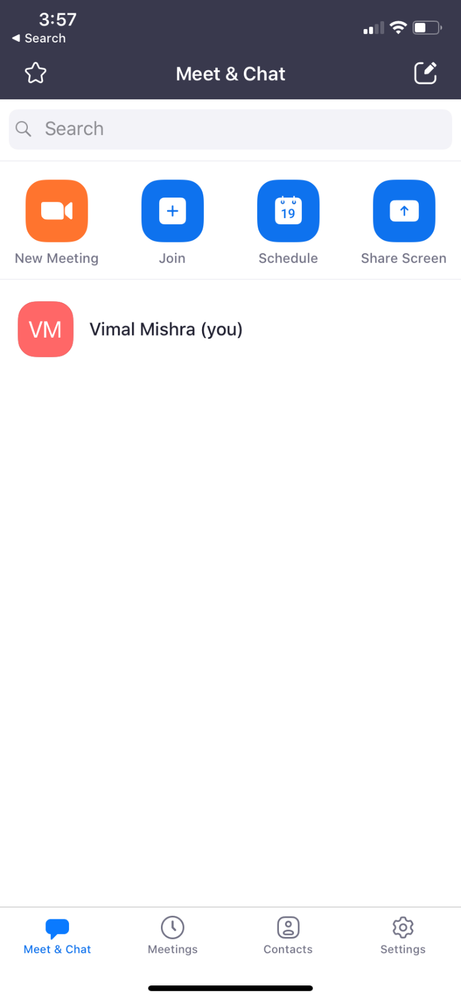 3:57
◀ Search
Meet & Chat
Search
19
New Meeting
Join
Schedule
Share Screen
VM
Vimal Mishra (you)
Meet & Chat
Meetings
Contacts
Settings